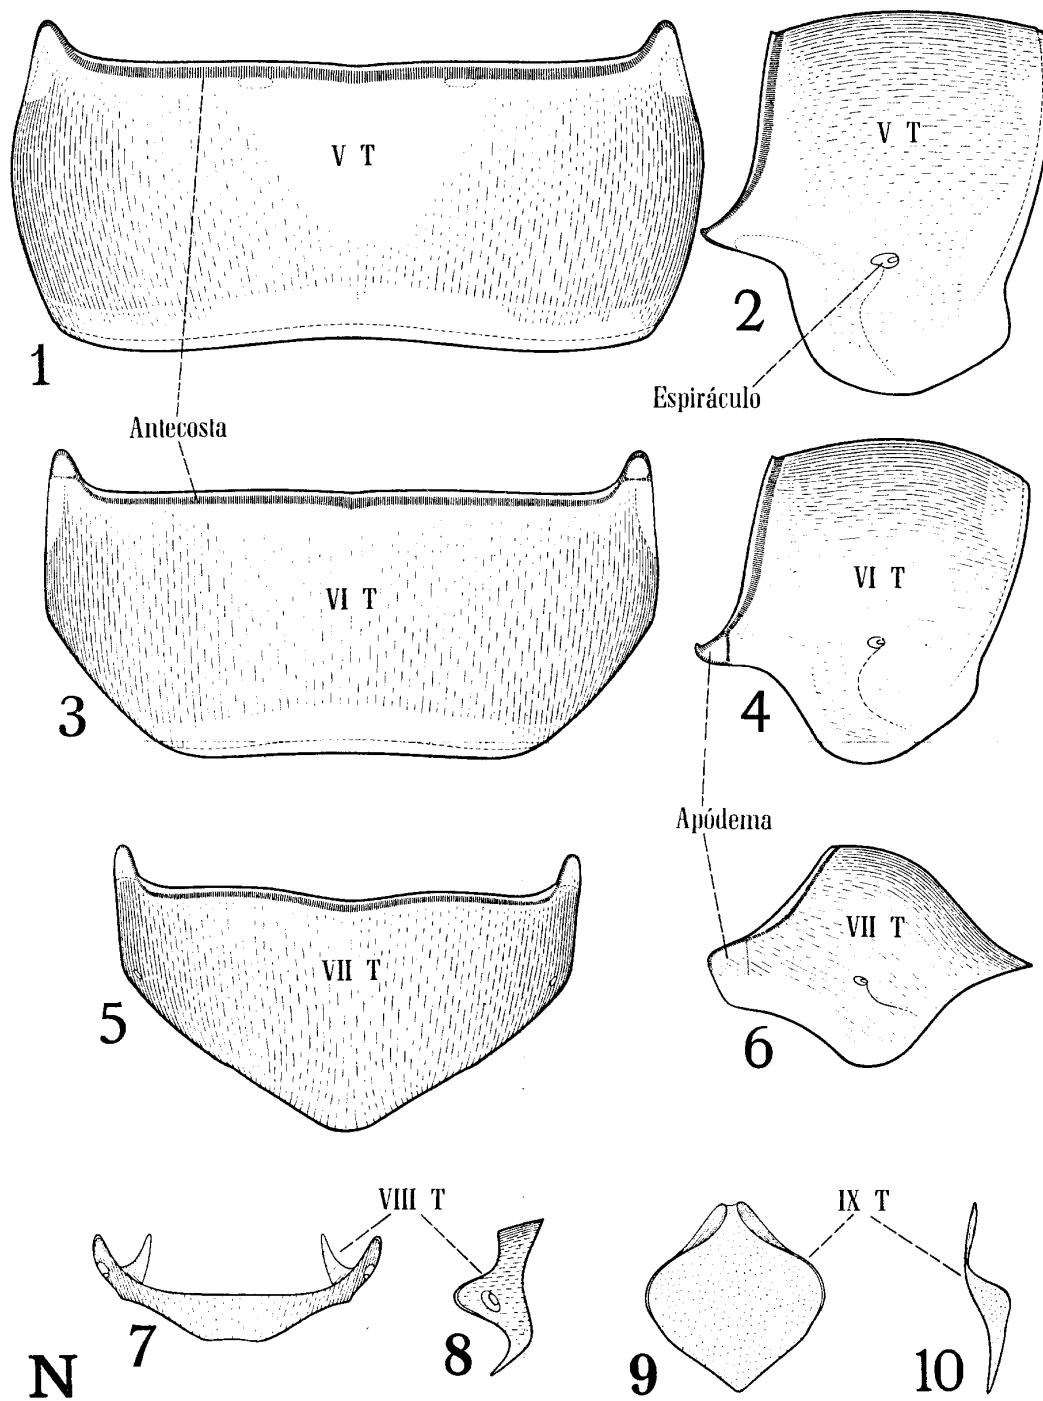 V T
V T
1
2
Espiráculo
Antecosta
VI T
VI T
3
4
Apódema
VII T
VII T
5
6
VIII T
IX T
7
8
9
10
N